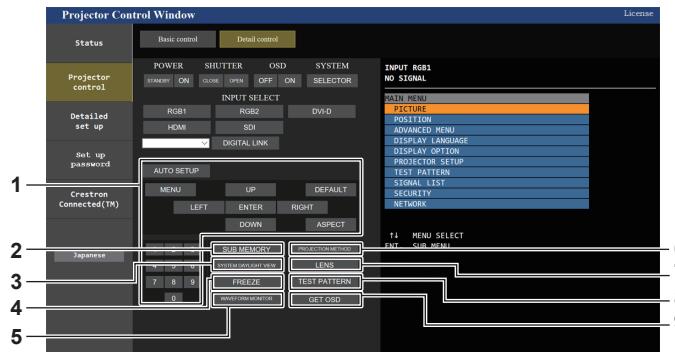 Projector Control Window
License
Status
Projector
control
Detailed
set up
Set up
password
Crestron
Connected(TM)
Japanese
Basic control
Detail control
POWER SHUTTER OSD SYSTEM
STANDBY ON CLOSE OPEN OFF ON SELECTOR
INPUT SELECT
RGB1 RGB2 DVI-D
HDMI SDI
DIGITAL LINK
AUTO SETUP
MENU UP DEFAULT
LEFT ENTER RIGHT
DOWN ASPECT
SUB MEMORY PROJECTION METHOD
SYSTEM DAYLIGHT VIEW LENS
7 8 9 FREEZE TEST PATTERN
0 WAVEFORM MONITOR GET OSD
INPUT RGB1
NO SIGNAL
MAIN MENU
PICTURE
POSITION
ADVANCED MENU
DISPLAY LANGUAGE
DISPLAY OPTION
PROJECTOR SETUP
TEST PATTERN
SIGNAL LIST
SECURITY
NETWORK
↑↓ MENU SELECT
ENT SUB MENU
1
2
3
4
5